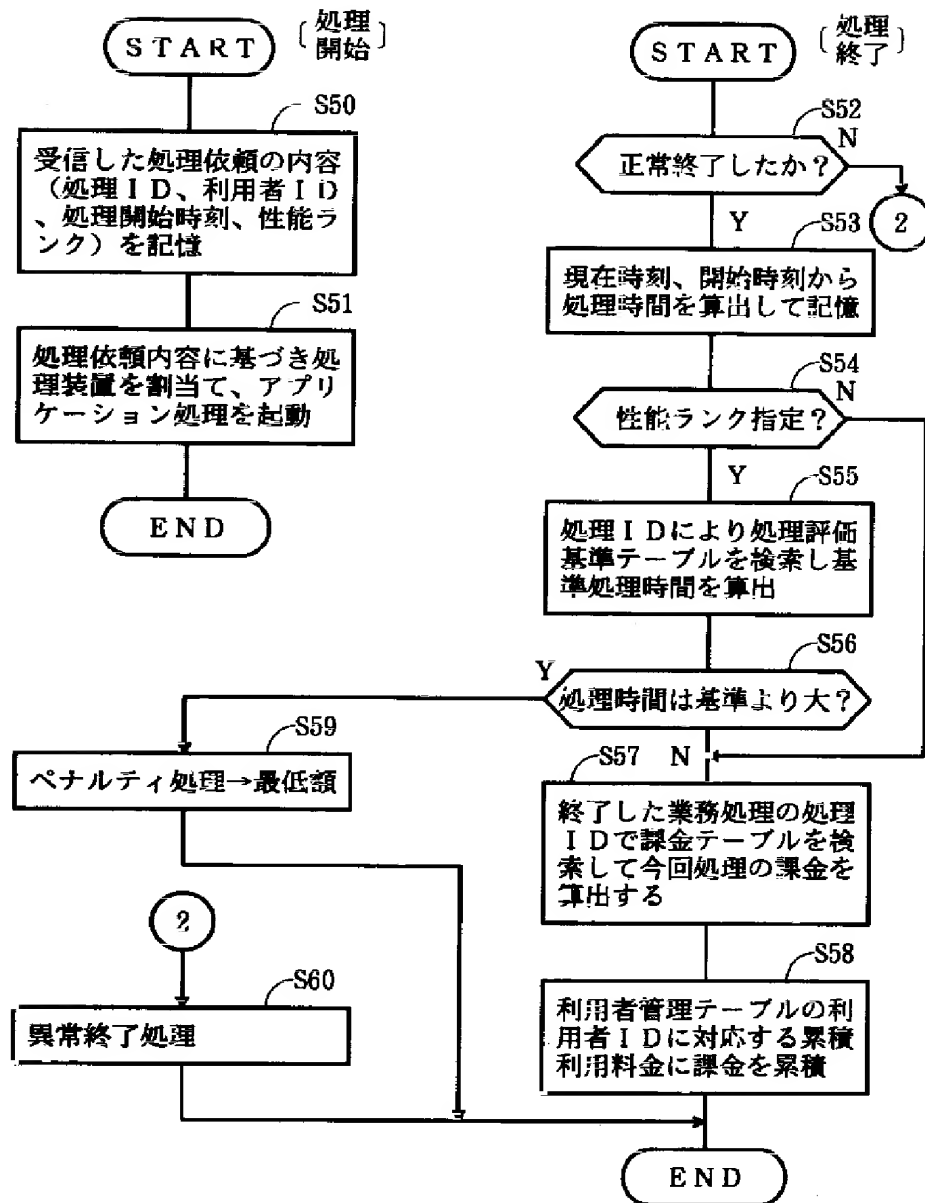 START
〔処理開始〕
S50
受信した処理依頼の内容
（処理ID、利用者ID
、処理開始時刻、性能ラ
ンク）を記憶
S51
処理依頼内容に基づき処
理装置を割当て、アプリ
ケーション処理を起動
END
START
〔処理終了〕
S52
正常終了したか？
N
2
Y
S53
現在時刻、開始時刻から
処理時間を算出して記憶
S54
性能ランク指定？
N
Y
S55
処理IDにより処理評価
基準テーブルを検索し基
準処理時間を算出
S56
処理時間は基準より大？
Y
N
S59
ペナルティ処理→最低額
S57
終了した業務処理の処理
IDで課金テーブルを検
索して今回処理の課金を
算出する
2
S60
異常終了処理
S58
利用者管理テーブルの利
用者IDに対応する累積
利用料金に課金を累積
END